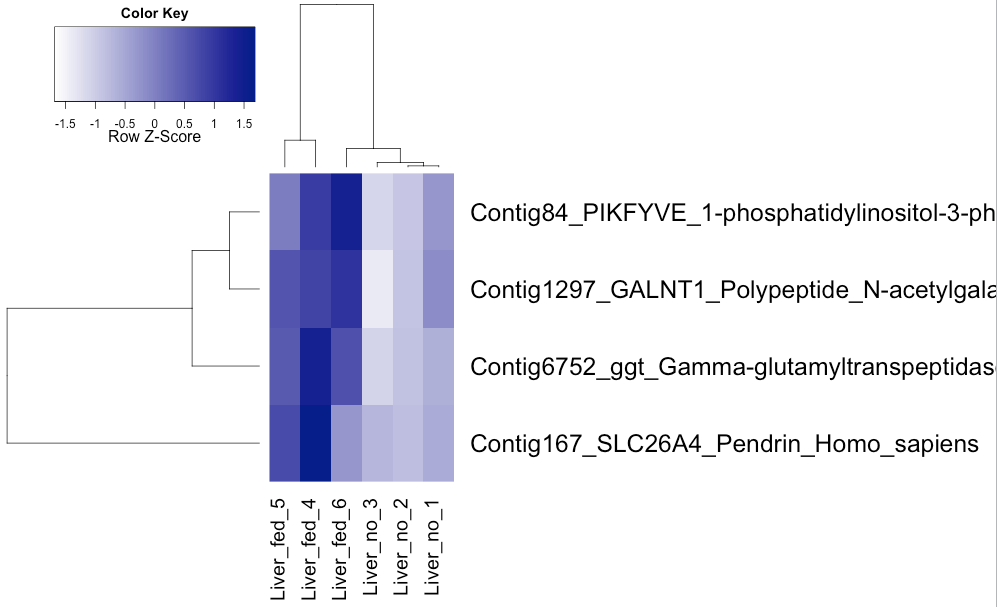 Color Key
-1.5 -1 -0.5 0 0.5 1 1.5
Row Z-Score
Contig84_PIKFYVE_1-phosphatidylinositol-3-ph
Contig1297_GALNT1_Polypeptide_N-acetylgala
Contig6752_ggt_Gamma-glutamyltranspeptidase
Contig167_SLC26A4_Pendrin_Homo_sapiens
Liver_fed_5
Liver_fed_4
Liver_fed_6
Liver_no_3
Liver_no_2
Liver_no_1